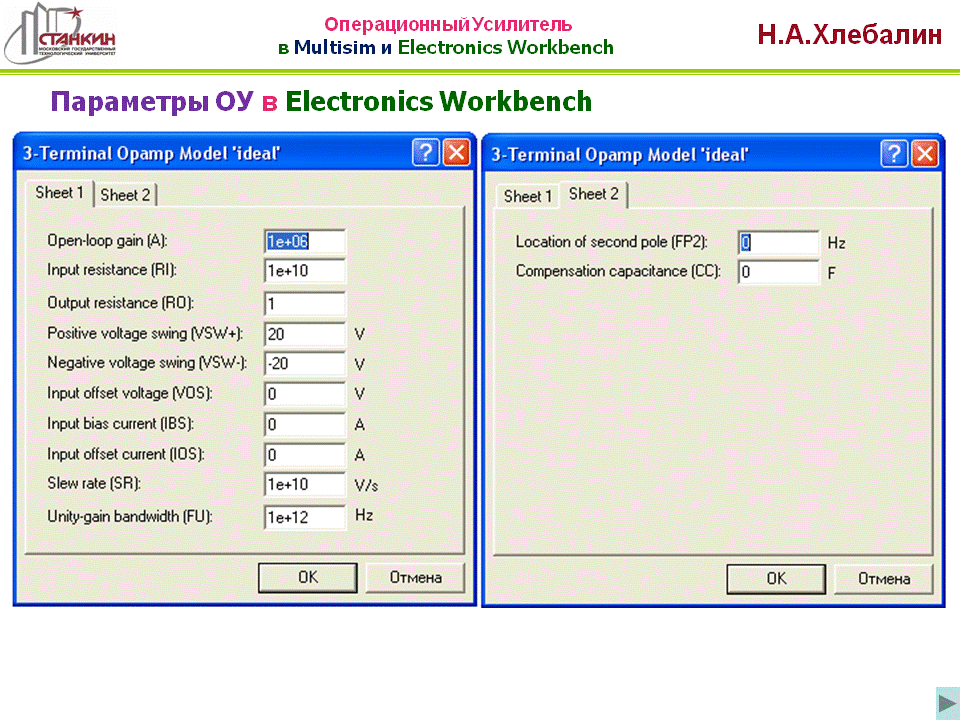 СТАНКИН
МОСКОВСКИЙ ГОСУДАРСТВЕННЫЙ
ТЕХНОЛОГИЧЕСКИЙ УНИВЕРСИТЕТ
Операционный Усилитель
в Multisim и Electronics Workbench
Н.А.Хлебалин
Параметры ОУ в Electronics Workbench
3-Terminal Opamp Model 'ideal'
Sheet 1 Sheet 2
Open-loop gain (A): 1e+06
Input resistance (RI): 1e+10
Output resistance (RO): 1
Positive voltage swing (VSW+): 20 V
Negative voltage swing (VSW-): -20 V
Input offset voltage (VOS): 0 V
Input bias current (IBS): 0 A
Input offset current (IOS): 0 A
Slew rate (SR): 1e+10 V/s
Unity-gain bandwidth (FU): 1e+12 Hz
OK Отмена
3-Terminal Opamp Model 'ideal'
Sheet 1 Sheet 2
Location of second pole (FP2): 0 Hz
Compensation capacitance (CC): 0 F
OK Отмена